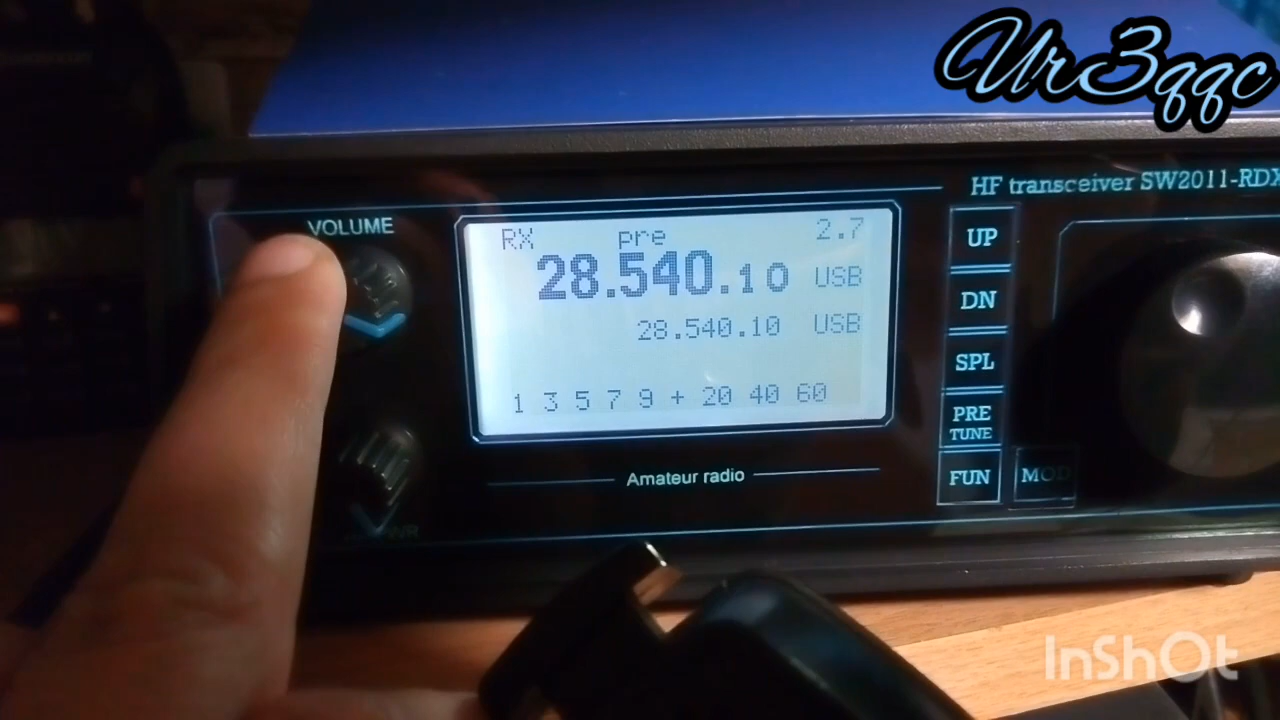 Ur3qqc
HF transceiver SW2011-RDX
VOLUME
RX pre 2.7
28.540.10 USB
28.540.10 USB
1 3 5 7 9 + 20 40 60
Amateur radio
UP
DN
SPL
PRE
TUNE
FUN
MOD
InShOt